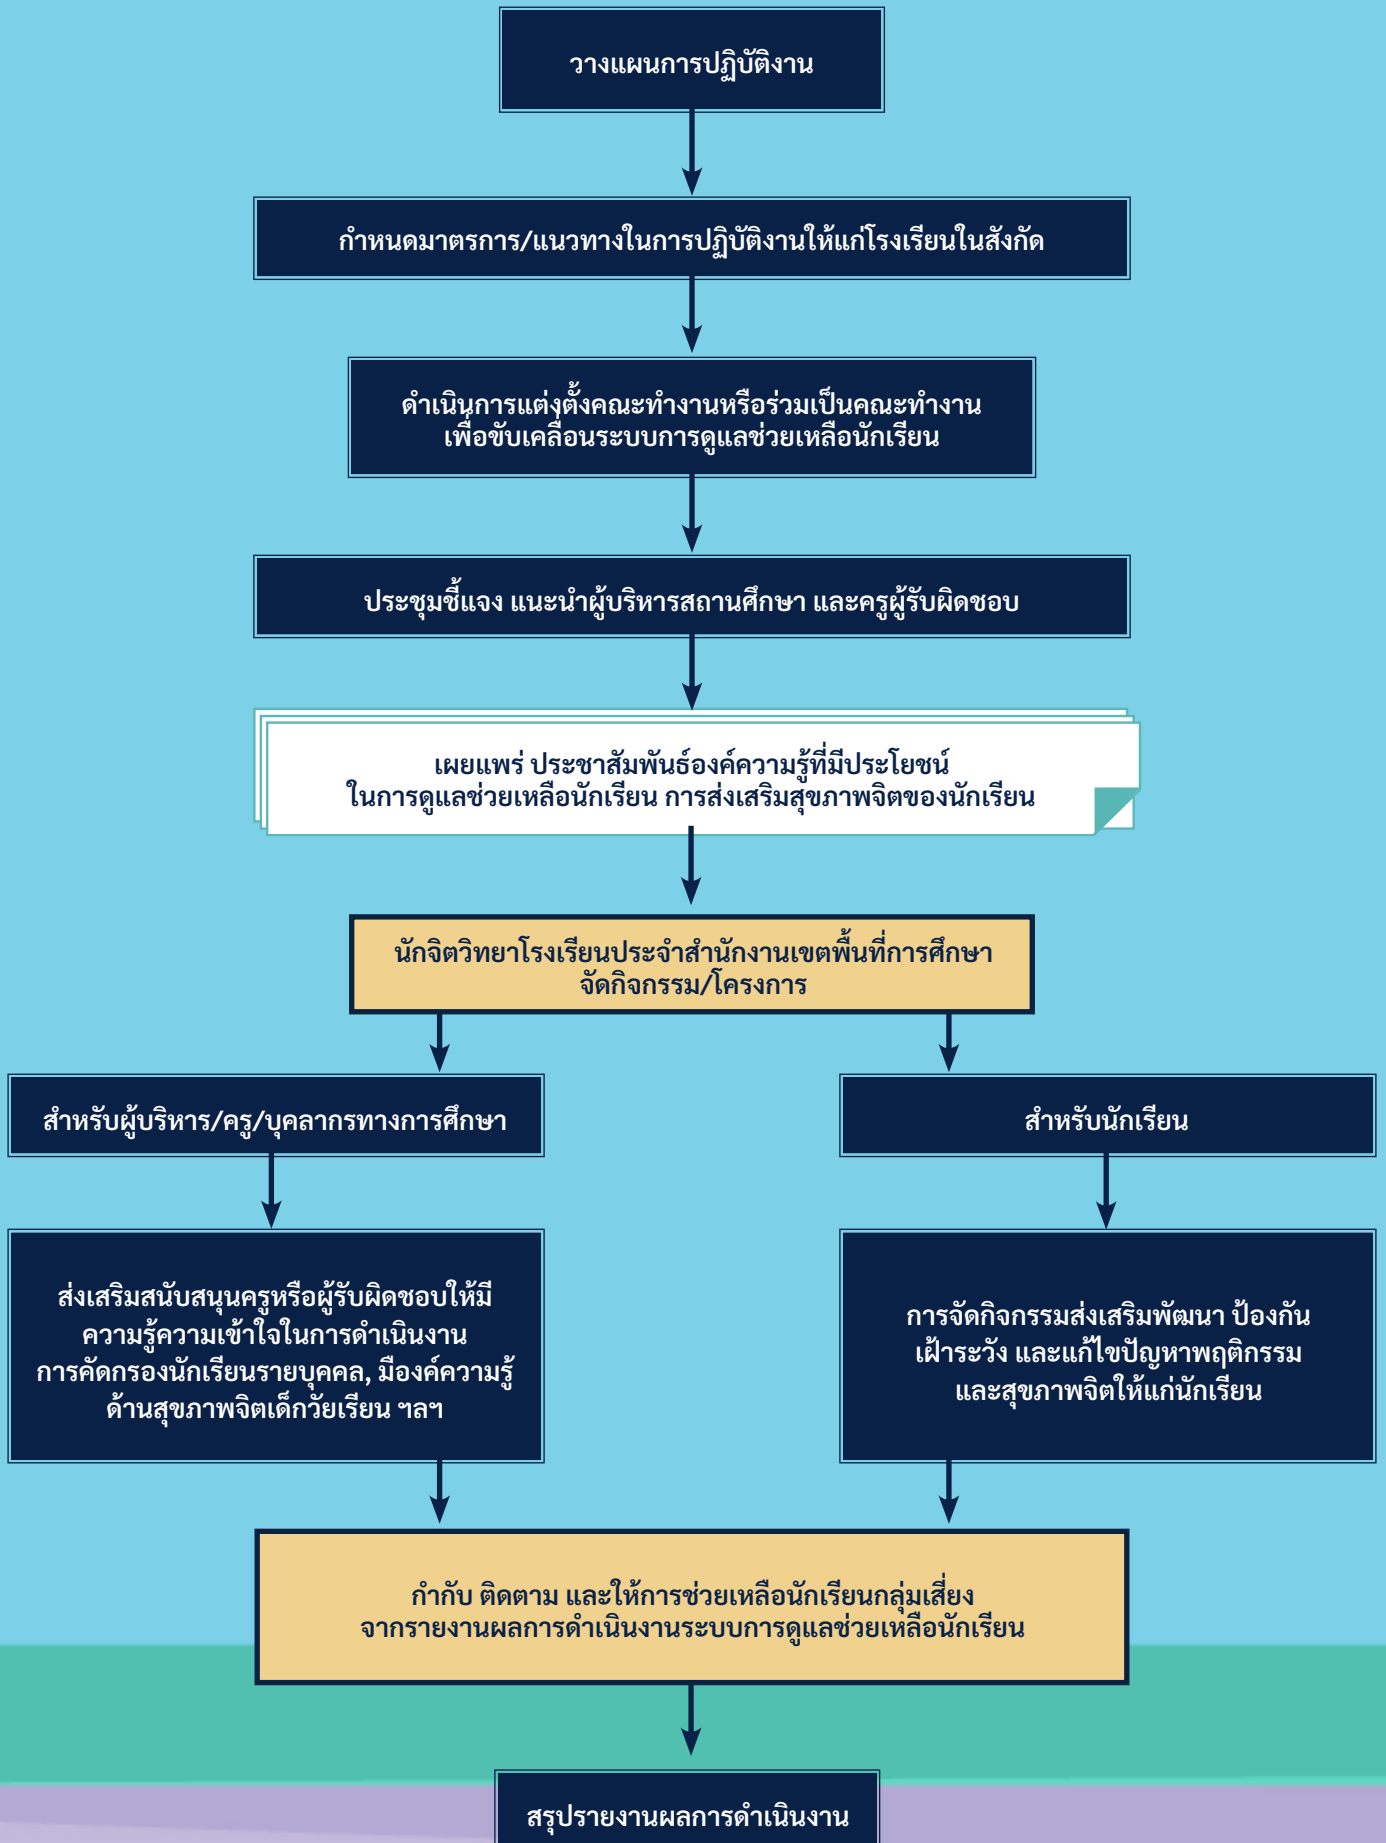 วางแผนการปฏิบัติงาน
กำหนดมาตรการ/แนวทางในการปฏิบัติงานให้แก่โรงเรียนในสังกัด
ดำเนินการแต่งตั้งคณะทำงานหรือร่วมเป็นคณะทำงาน
เพื่อขับเคลื่อนระบบการดูแลช่วยเหลือนักเรียน
ประชุมชี้แจง แนะนำผู้บริหารสถานศึกษา และครูผู้รับผิดชอบ
เผยแพร่ ประชาสัมพันธ์องค์ความรู้ที่มีประโยชน์
ในการดูแลช่วยเหลือนักเรียน การส่งเสริมสุขภาพจิตของนักเรียน
นักจิตวิทยาโรงเรียนประจำสำนักงานเขตพื้นที่การศึกษา
จัดกิจกรรม/โครงการ
สำหรับผู้บริหาร/ครู/บุคลากรทางการศึกษา
ส่งเสริมสนับสนุนครูหรือผู้รับผิดชอบให้มี
ความรู้ความเข้าใจในการดำเนินงาน
การคัดกรองนักเรียนรายบุคคล, มีองค์ความรู้
ด้านสุขภาพจิตเด็กวัยเรียน ฯลฯ
สำหรับนักเรียน
การจัดกิจกรรมส่งเสริมพัฒนา ป้องกัน
เฝ้าระวัง และแก้ไขปัญหาพฤติกรรม
และสุขภาพจิตให้แก่นักเรียน
กำกับ ติดตาม และให้การช่วยเหลือนักเรียนกลุ่มเสี่ยง
จากรายงานผลการดำเนินงานระบบการดูแลช่วยเหลือนักเรียน
สรุปรายงานผลการดำเนินงาน